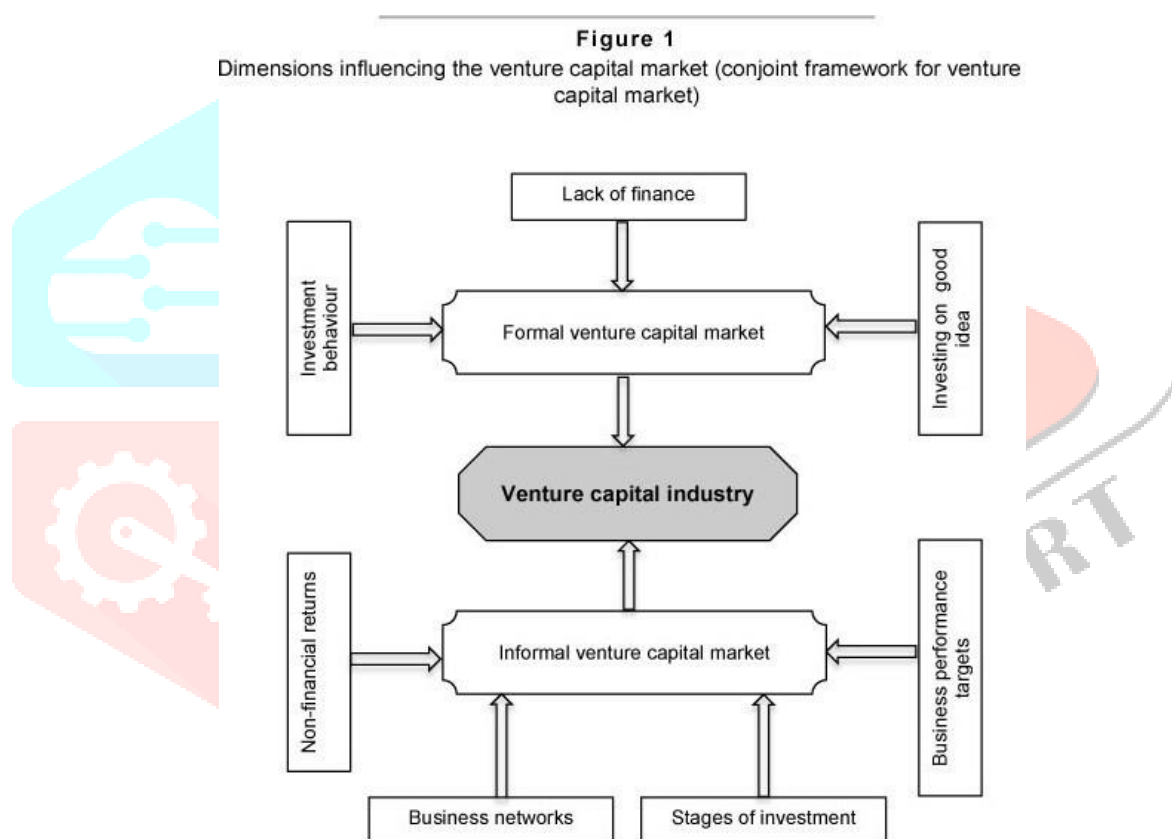 Figure 1
Dimensions influencing the venture capital market (conjoint framework for venture
capital market)
Lack of finance
Investment
behaviour
Formal venture capital market
Investing on good
idea
Venture capital industry
Non-financial returns
Informal venture capital market
Business performance
targets
Business networks
Stages of investment
RT